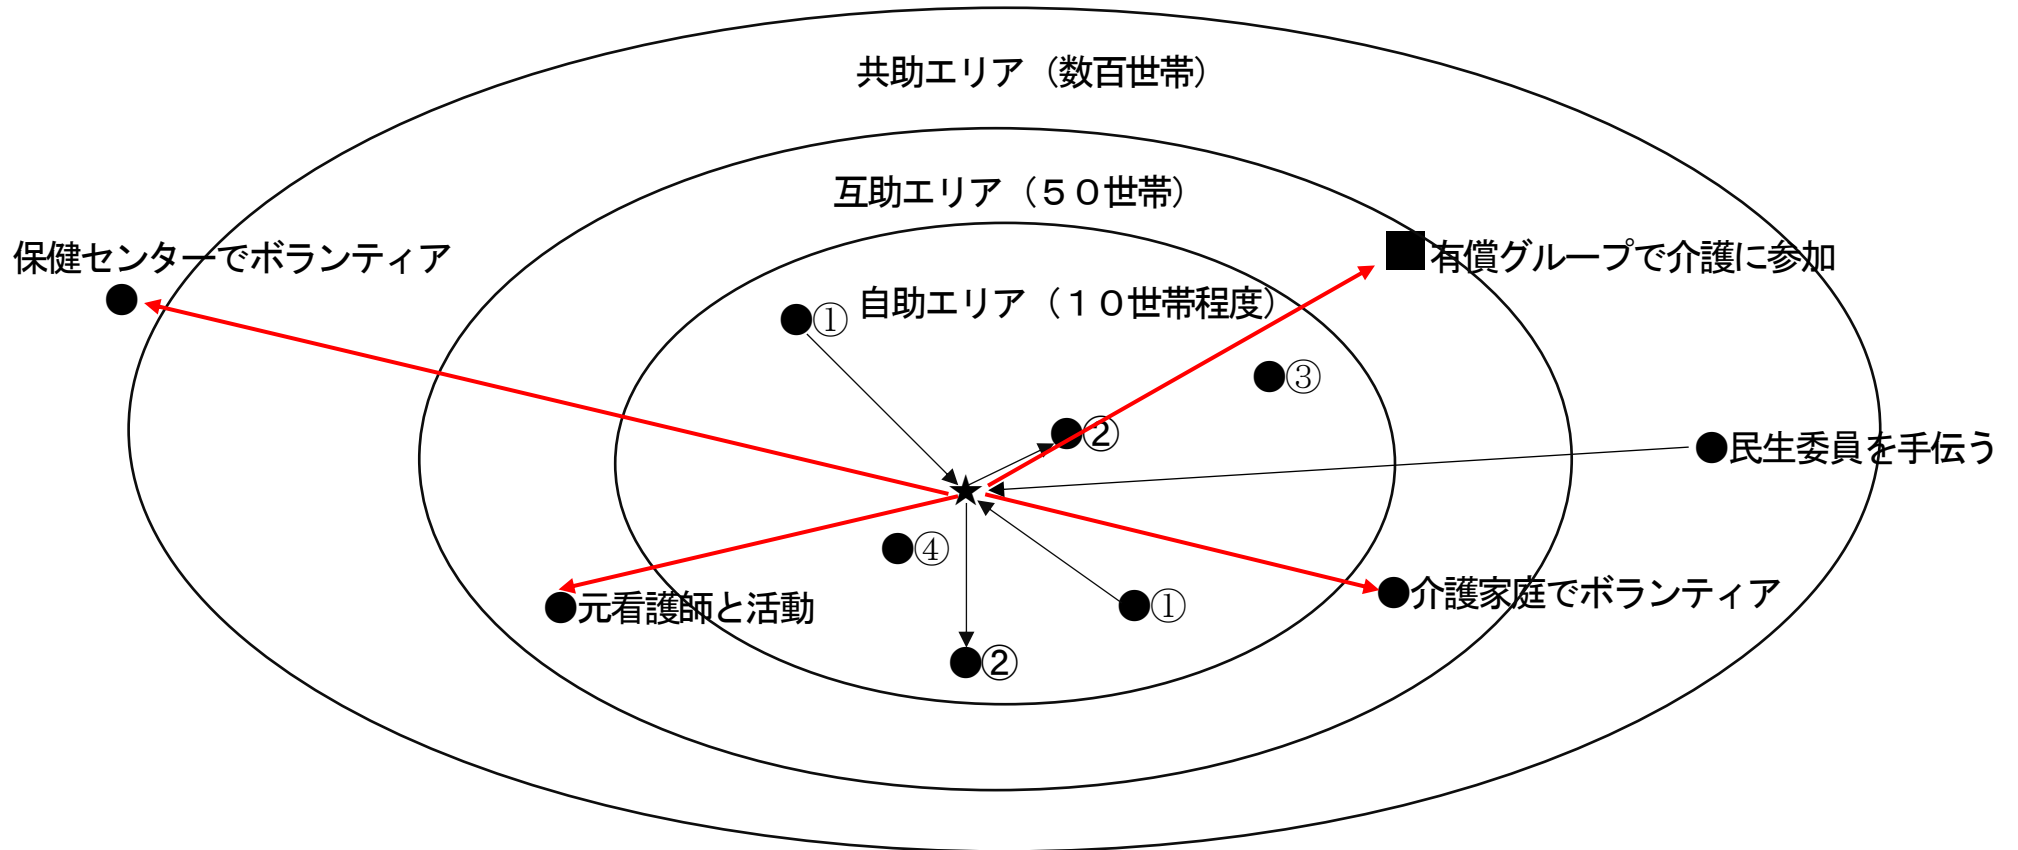 共助エリア（数百世帯）
互助エリア（５０世帯）
保健センターでボランティア
有償グループで介護に参加
自助エリア（１０世帯程度）
①
③
②
民生委員を手伝う
④
介護家庭でボランティア
元看護師と活動
①
②